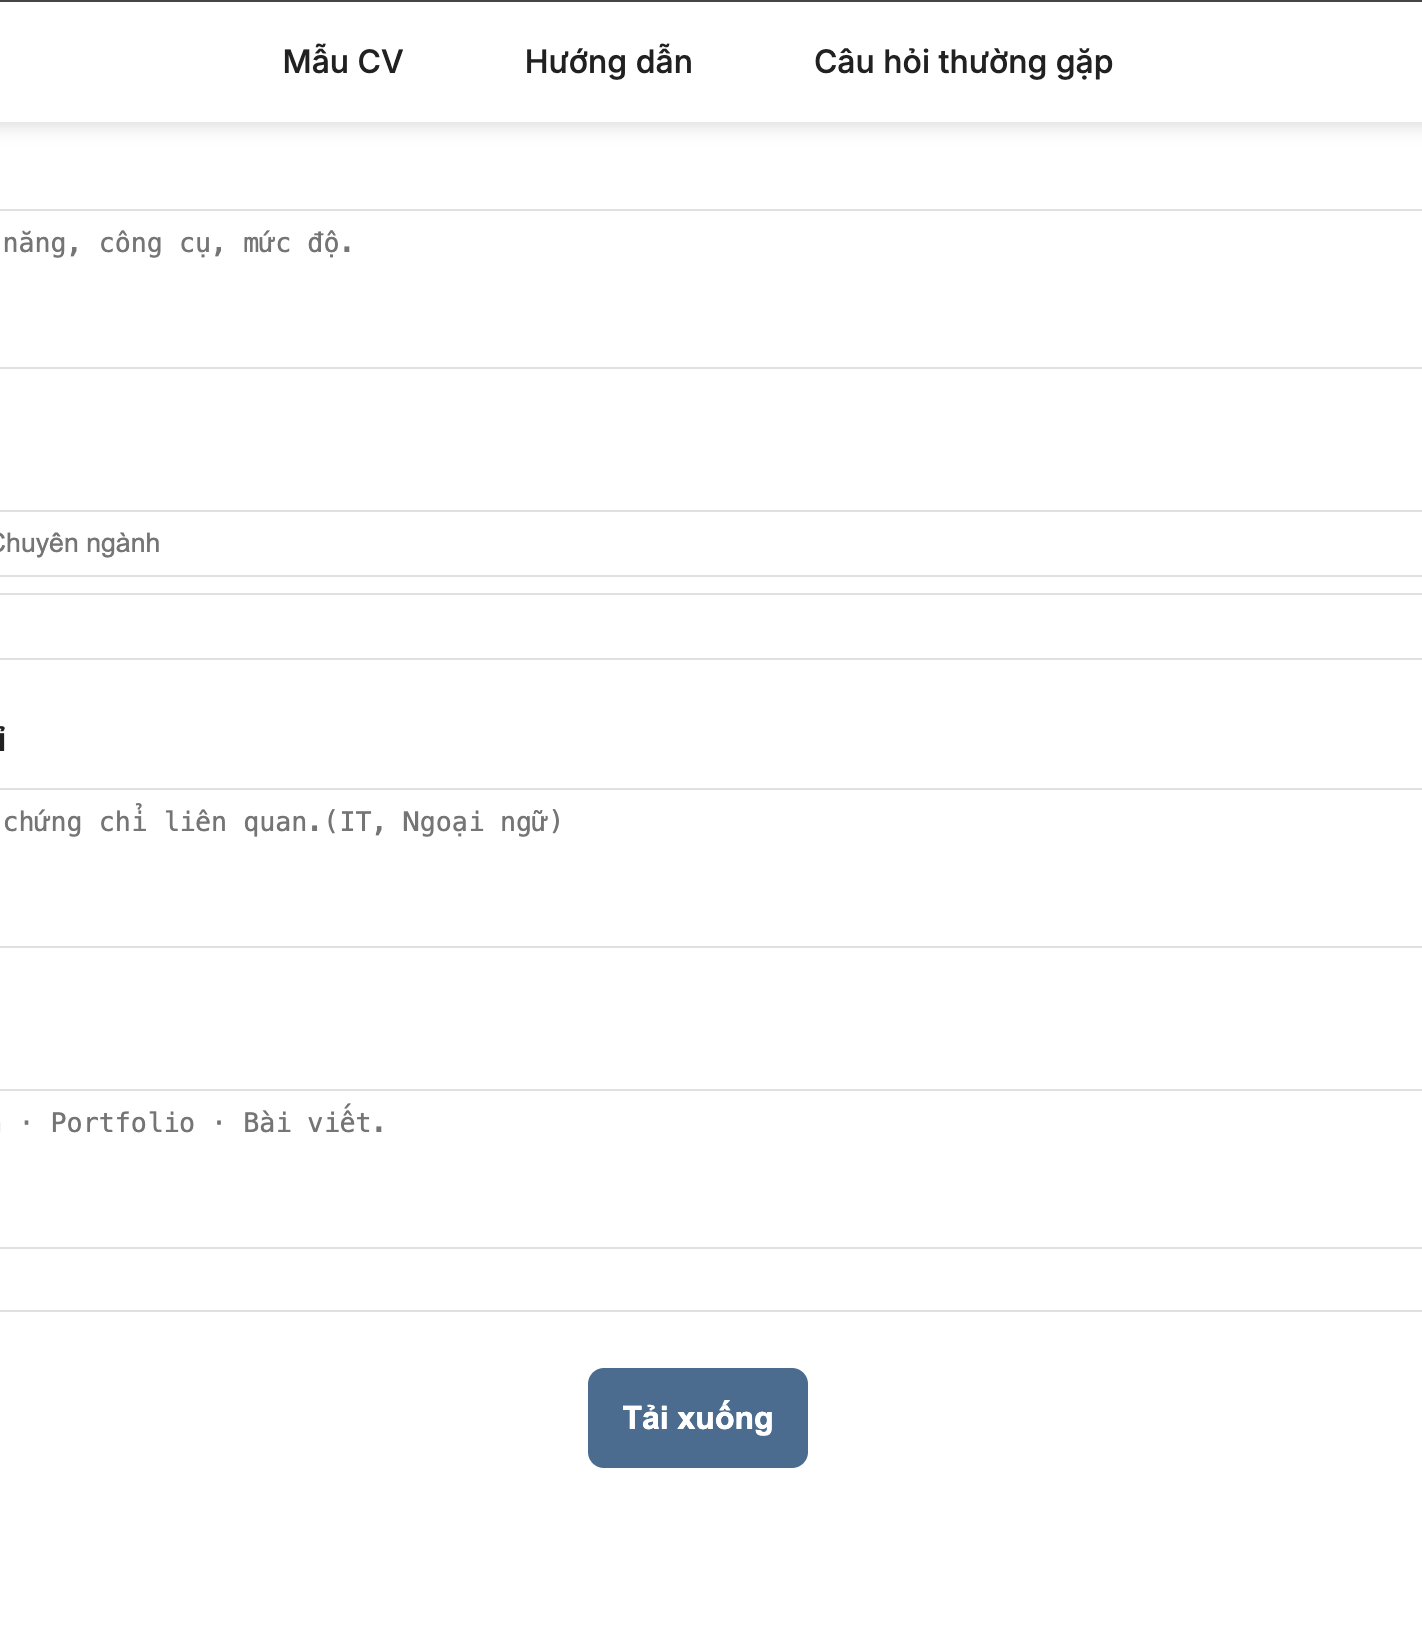 Mẫu CV Hướng dẫn Câu hỏi thường gặp
năng, công cụ, mức độ.
Chuyên ngành
chứng chỉ liên quan.(IT, Ngoại ngữ)
· Portfolio · Bài viết.
Tải xuống